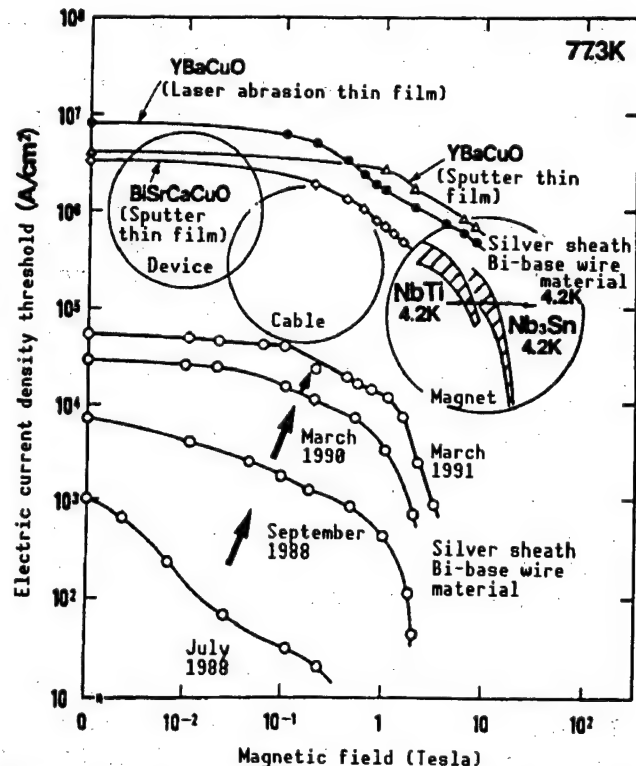 Electric current density threshold (A/cm²)
10⁸
10⁷
10⁶
10⁵
10⁴
10³
10²
10
77.3K
YBaCuO
(Laser abrasion thin film)
YBaCuO
(Sputter thin
film)
BiSrCaCuO
(Sputter
thin film)
Device
Cable
Silver sheath
Bi-base wire
material
4.2K
NbTi
4.2K
Nb₃Sn
4.2K
Magnet
March
1990
March
1991
September
1988
Silver sheath
Bi-base wire
material
July
1988
0
10⁻²
10⁻¹
1
10
10²
Magnetic field (Tesla)